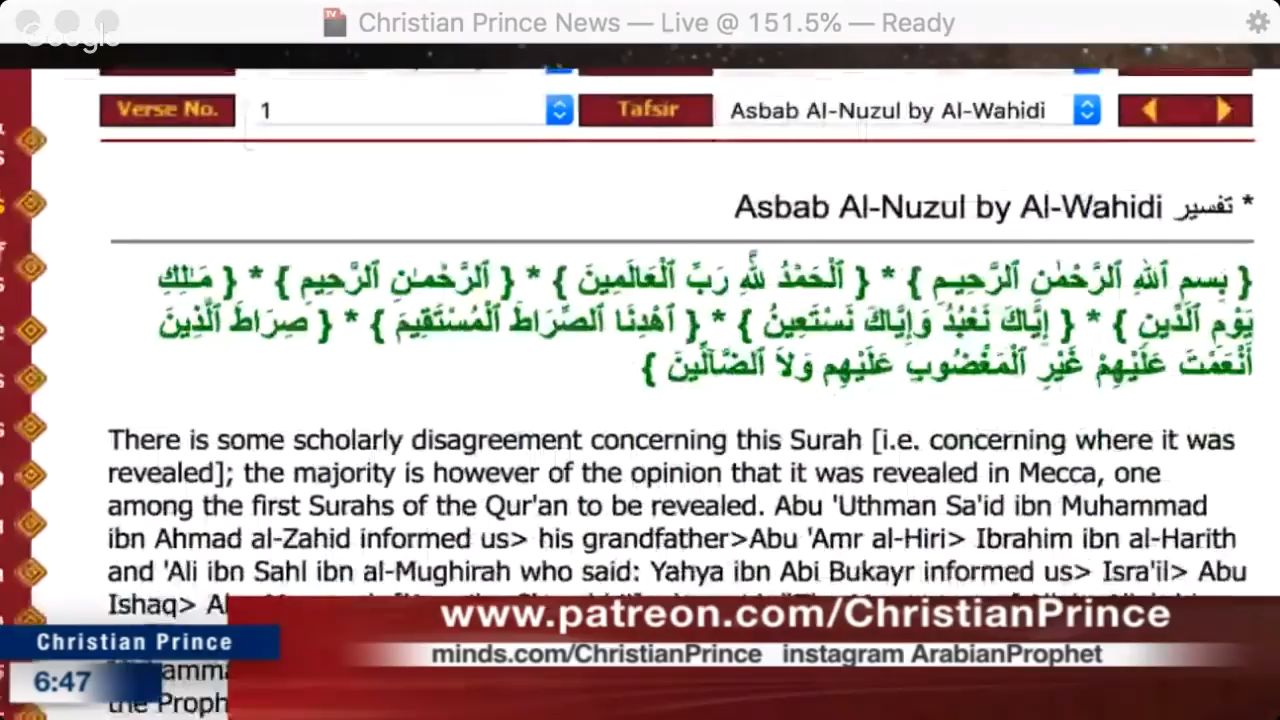 Christian Prince News — Live @ 151.5% — Ready
Google
Verse No. 1 Tafsir Asbab Al-Nuzul by Al-Wahidi
* تفسير Asbab Al-Nuzul by Al-Wahidi
{ بِسمِ ٱللهِ ٱلرَّحْمٰنِ ٱلرَّحِيـمِ } * { ٱلْحَمْدُ للَّهِ رَبِّ ٱلْعَالَمِينَ } * { ٱلرَّحْمـٰنِ ٱلرَّحِيمِ } * { مَـٰلِكِ
يَوْمِ ٱلدِّينِ } * { إِيَّاكَ نَعْبُدُ وَإِيَّاكَ نَسْتَعِينُ } * { ٱهْدِنَا ٱلصِّرَاطَ ٱلْمُسْتَقِيمَ } * { صِرَاطَ ٱلَّذِينَ
أَنْعَمْتَ عَلَيْهِمْ غَيْرِ ٱلْمَغْضُوبِ عَلَيْهِم وَلاَ ٱلضَّآلِّينَ }
There is some scholarly disagreement concerning this Surah [i.e. concerning where it was
revealed]; the majority is however of the opinion that it was revealed in Mecca, one
among the first Surahs of the Qur'an to be revealed. Abu 'Uthman Sa'id ibn Muhammad
ibn Ahmad al-Zahid informed us> his grandfather>Abu 'Amr al-Hiri> Ibrahim ibn al-Harith
and 'Ali ibn Sahl ibn al-Mughirah who said: Yahya ibn Abi Bukayr informed us> Isra'il> Abu
Ishaq>
www.patreon.com/ChristianPrince
Christian Prince
minds.com/ChristianPrince instagram ArabianProphet
6:47
the Proph